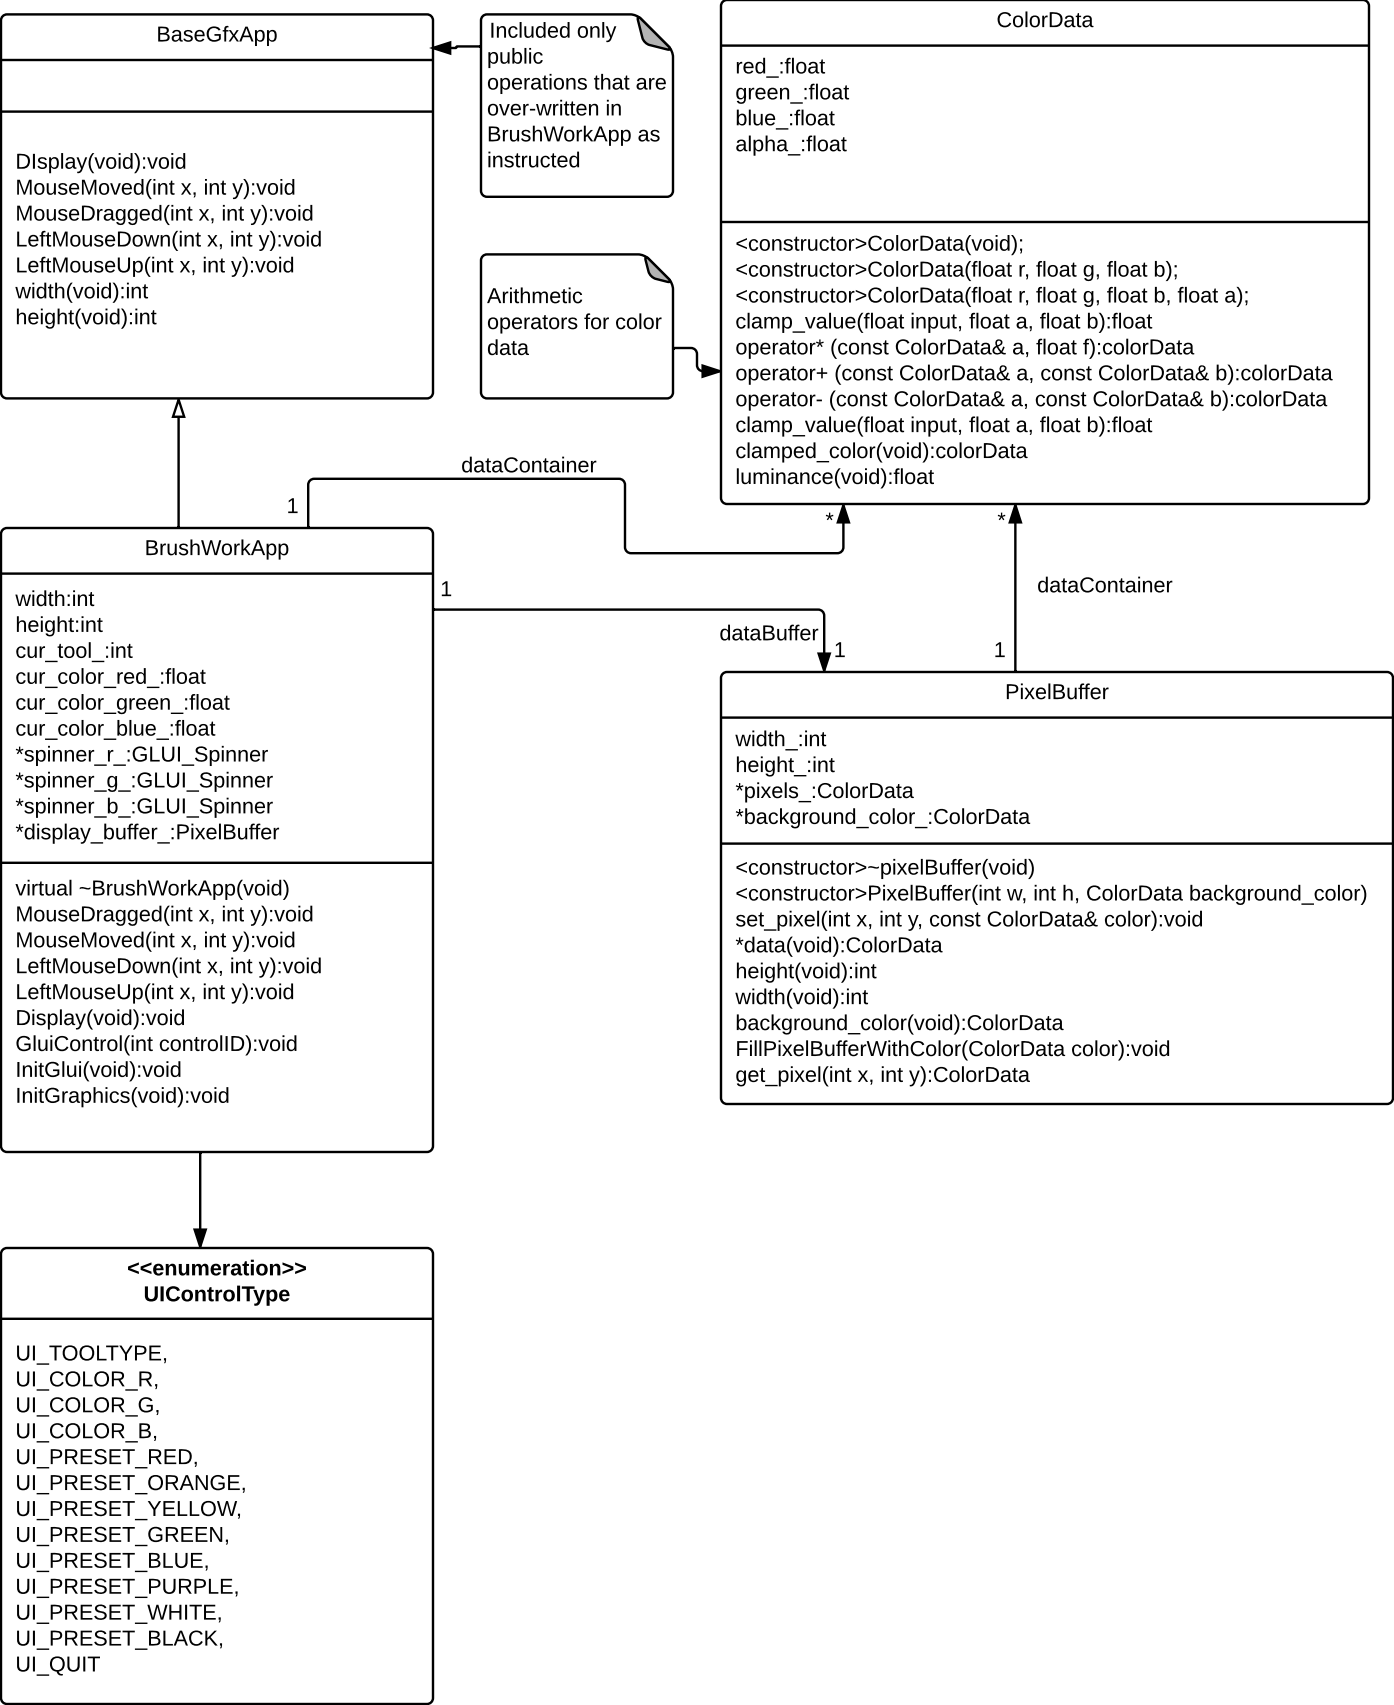 BaseGfxApp
DIsplay(void):void
MouseMoved(int x, int y):void
MouseDragged(int x, int y):void
LeftMouseDown(int x, int y):void
LeftMouseUp(int x, int y):void
width(void):int
height(void):int
Included only
public
operations that are
over-written in
BrushWorkApp as
instructed
Arithmetic
operators for color
data
ColorData
red_:float
green_:float
blue_:float
alpha_:float
<constructor>ColorData(void);
<constructor>ColorData(float r, float g, float b);
<constructor>ColorData(float r, float g, float b, float a);
clamp_value(float input, float a, float b):float
operator* (const ColorData& a, float f):colorData
operator+ (const ColorData& a, const ColorData& b):colorData
operator- (const ColorData& a, const ColorData& b):colorData
clamp_value(float input, float a, float b):float
clamped_color(void):colorData
luminance(void):float
dataContainer
1
*
*
dataContainer
1
1
dataBuffer
1
BrushWorkApp
width:int
height:int
cur_tool_:int
cur_color_red_:float
cur_color_green_:float
cur_color_blue_:float
*spinner_r_:GLUI_Spinner
*spinner_g_:GLUI_Spinner
*spinner_b_:GLUI_Spinner
*display_buffer_:PixelBuffer
virtual ~BrushWorkApp(void)
MouseDragged(int x, int y):void
MouseMoved(int x, int y):void
LeftMouseDown(int x, int y):void
LeftMouseUp(int x, int y):void
Display(void):void
GluiControl(int controlID):void
InitGlui(void):void
InitGraphics(void):void
PixelBuffer
width_:int
height_:int
*pixels_:ColorData
*background_color_:ColorData
<constructor>~pixelBuffer(void)
<constructor>PixelBuffer(int w, int h, ColorData background_color)
set_pixel(int x, int y, const ColorData& color):void
*data(void):ColorData
height(void):int
width(void):int
background_color(void):ColorData
FillPixelBufferWithColor(ColorData color):void
get_pixel(int x, int y):ColorData
<<enumeration>>
UIControlType
UI_TOOLTYPE,
UI_COLOR_R,
UI_COLOR_G,
UI_COLOR_B,
UI_PRESET_RED,
UI_PRESET_ORANGE,
UI_PRESET_YELLOW,
UI_PRESET_GREEN,
UI_PRESET_BLUE,
UI_PRESET_PURPLE,
UI_PRESET_WHITE,
UI_PRESET_BLACK,
UI_QUIT